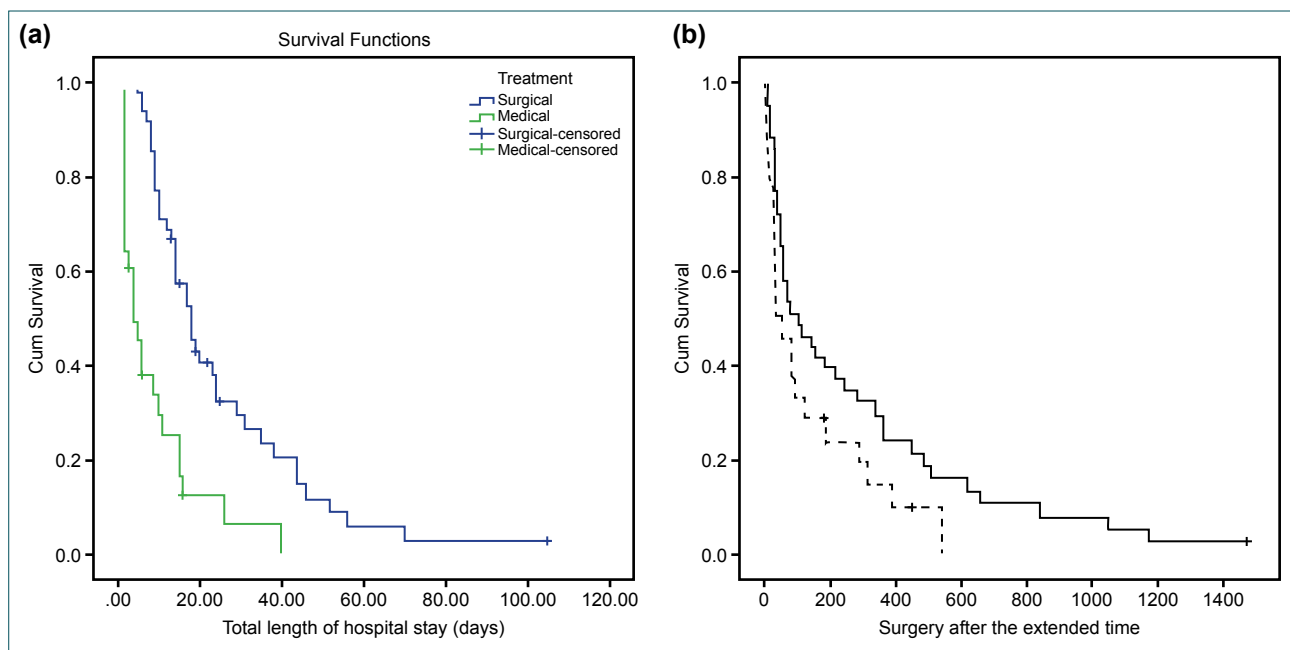 (a)
Survival Functions
Treatment
Surgical
Medical
Surgical-censored
Medical-censored
Cum Survival
1.0
0.8
0.6
0.4
0.2
0.0
.00 20.00 40.00 60.00 80.00 100.00 120.00
Total length of hospital stay (days)
(b)
Cum Survival
1.0
0.8
0.6
0.4
0.2
0.0
0 200 400 600 800 1000 1200 1400
Surgery after the extended time